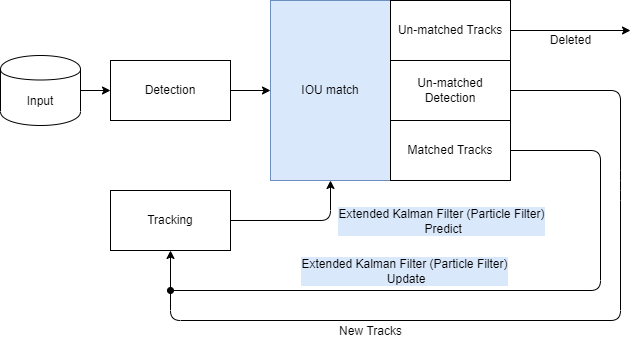 Un-matched Tracks
Deleted
Input
Detection
IOU match
Un-matched
Detection
Matched Tracks
Tracking
Extended Kalman Filter (Particle Filter)
Predict
Extended Kalman Filter (Particle Filter)
Update
New Tracks